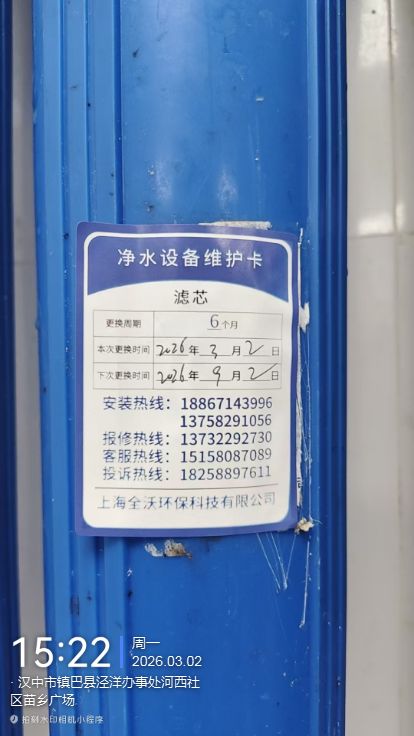 净水设备维护卡
滤芯
更换周期 6个月
本次更换时间 2026年3月2日
下次更换时间 2026年9月2日
安装热线：18867143996
13758291056
报修热线：13732292730
客服热线：15158087089
投诉热线：18258897611
上海全沃环保科技有限公司
15:22
周一
2026.03.02
· 汉中市镇巴县泾洋办事处河西社
区苗乡广场
拍刻水印相机小程序